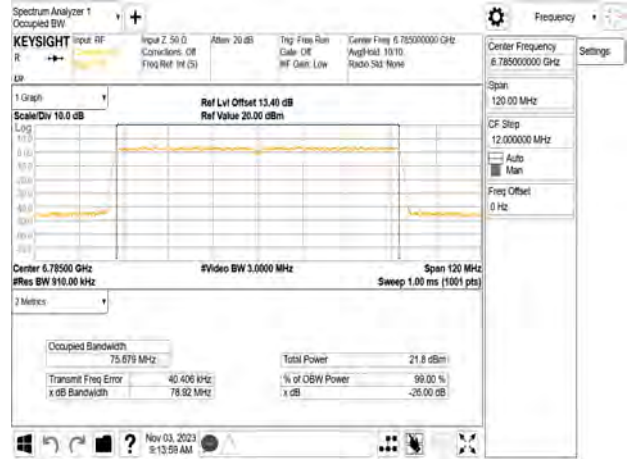 Spectrum Analyzer 1
Occupied BW
Frequency
KEYSIGHT
Input: RF
R
Input Z: 50 Ω
Corrections: Off
Freq Ref: Int (S)
Atten: 20 dB
Trig: Free Run
Gate: Off
#IF Gain: Low
Center Freq: 6.785000000 GHz
Avg|Hold: 10/10
Radio Std: None
1 Graph
Scale/Div 10.0 dB
Ref Lvl Offset 13.40 dB
Ref Value 20.00 dBm
Log
Center 6.78500 GHz
#Video BW 3.0000 MHz
Span 120 MHz
#Res BW 910.00 kHz
Sweep 1.00 ms (1001 pts)
2 Metrics
Occupied Bandwidth
75.679 MHz
Total Power
21.8 dBm
Transmit Freq Error
40.406 kHz
% of OBW Power
99.00 %
x dB Bandwidth
78.92 MHz
x dB
-26.00 dB
Nov 03, 2023
9:13:59 AM
Center Frequency
6.785000000 GHz
Settings
Span
120.00 MHz
CF Step
12.000000 MHz
Auto
Man
Freq Offset
0 Hz